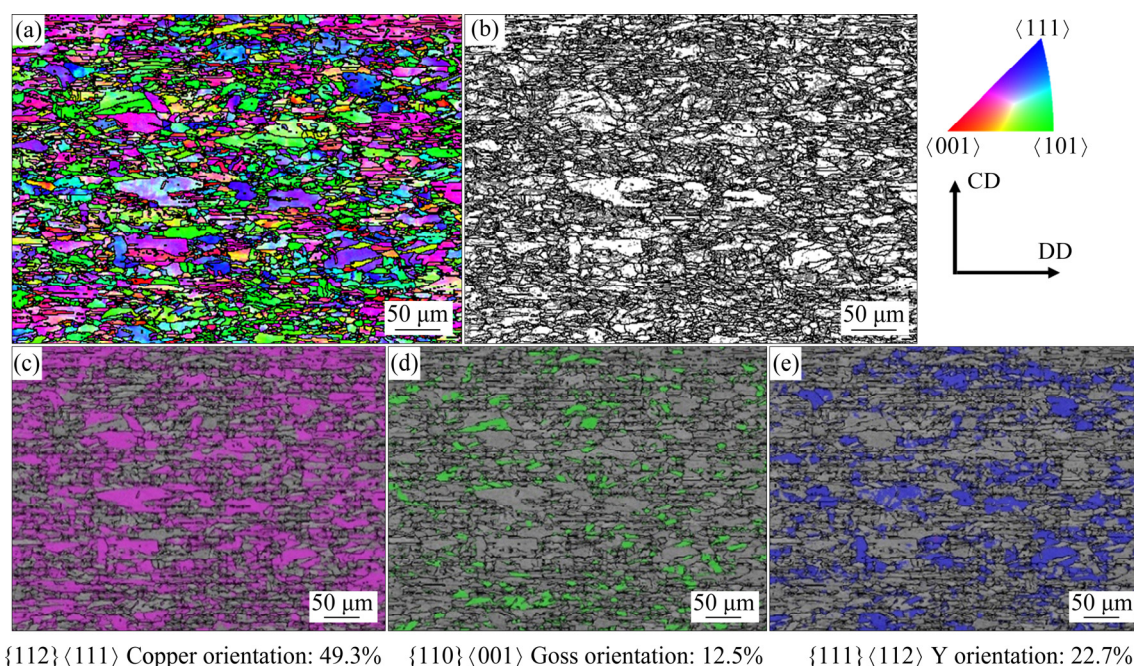 (a)
(b)
⟨111⟩
⟨001⟩
⟨101⟩
CD
DD
50 μm
50 μm
(c)
(d)
(e)
50 μm
50 μm
50 μm
{112}⟨111⟩ Copper orientation: 49.3%
{110}⟨001⟩ Goss orientation: 12.5%
{111}⟨112⟩ Y orientation: 22.7%